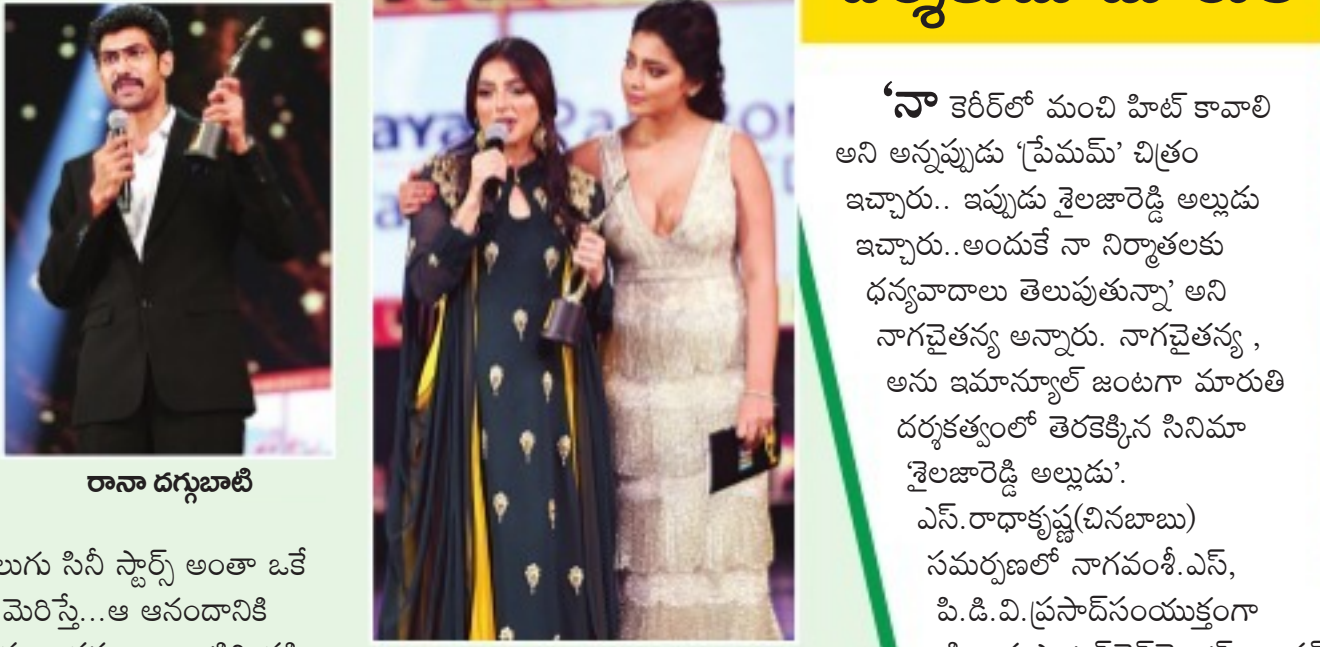 రానా దగ్గుబాటి
సినీ స్టార్స్ అంతా ఒకే
మెరిస్తే...ఆ ఆనందానికి
‘నా కెరీర్‌లో మంచి హిట్ కావాలి
అని అన్నప్పుడు ‘ప్రేమమ్’ చిత్రం
ఇచ్చారు.. ఇప్పుడు శైలజారెడ్డి అల్లుడు
ఇచ్చారు..అందుకే నా నిర్మాతలకు
ధన్యవాదాలు తెలుపుతున్నా’ అని
నాగచైతన్య అన్నారు. నాగచైతన్య ,
అను ఇమాన్యూల్ జంటగా మారుతి
దర్శకత్వంలో తెరకెక్కిన సినిమా
‘శైలజారెడ్డి అల్లుడు’.
ఎస్.రాధాకృష్ణ(చినబాబు)
సమర్పణలో నాగవంశీ.ఎస్,
పి.డి.వి.ప్రసాద్‌సంయుక్తంగా